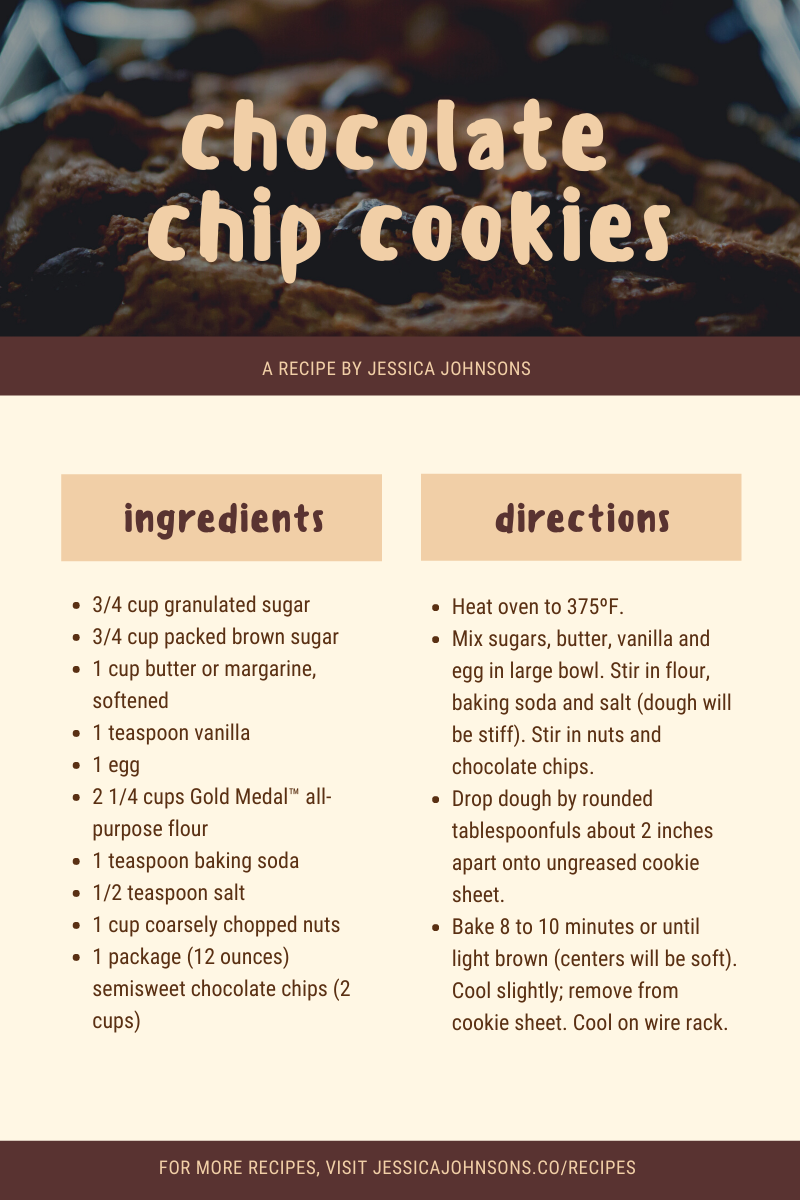 chocolate
chip cookies
A RECIPE BY JESSICA JOHNSONS
ingredients
• 3/4 cup granulated sugar
• 3/4 cup packed brown sugar
• 1 cup butter or margarine,
softened
• 1 teaspoon vanilla
• 1 egg
• 2 1/4 cups Gold Medal™ all-
purpose flour
• 1 teaspoon baking soda
• 1/2 teaspoon salt
• 1 cup coarsely chopped nuts
• 1 package (12 ounces)
semisweet chocolate chips (2
cups)
directions
• Heat oven to 375ºF.
• Mix sugars, butter, vanilla and
egg in large bowl. Stir in flour,
baking soda and salt (dough will
be stiff). Stir in nuts and
chocolate chips.
• Drop dough by rounded
tablespoonfuls about 2 inches
apart onto ungreased cookie
sheet.
• Bake 8 to 10 minutes or until
light brown (centers will be soft).
Cool slightly; remove from
cookie sheet. Cool on wire rack.
FOR MORE RECIPES, VISIT JESSICAJOHNSONS.CO/RECIPES